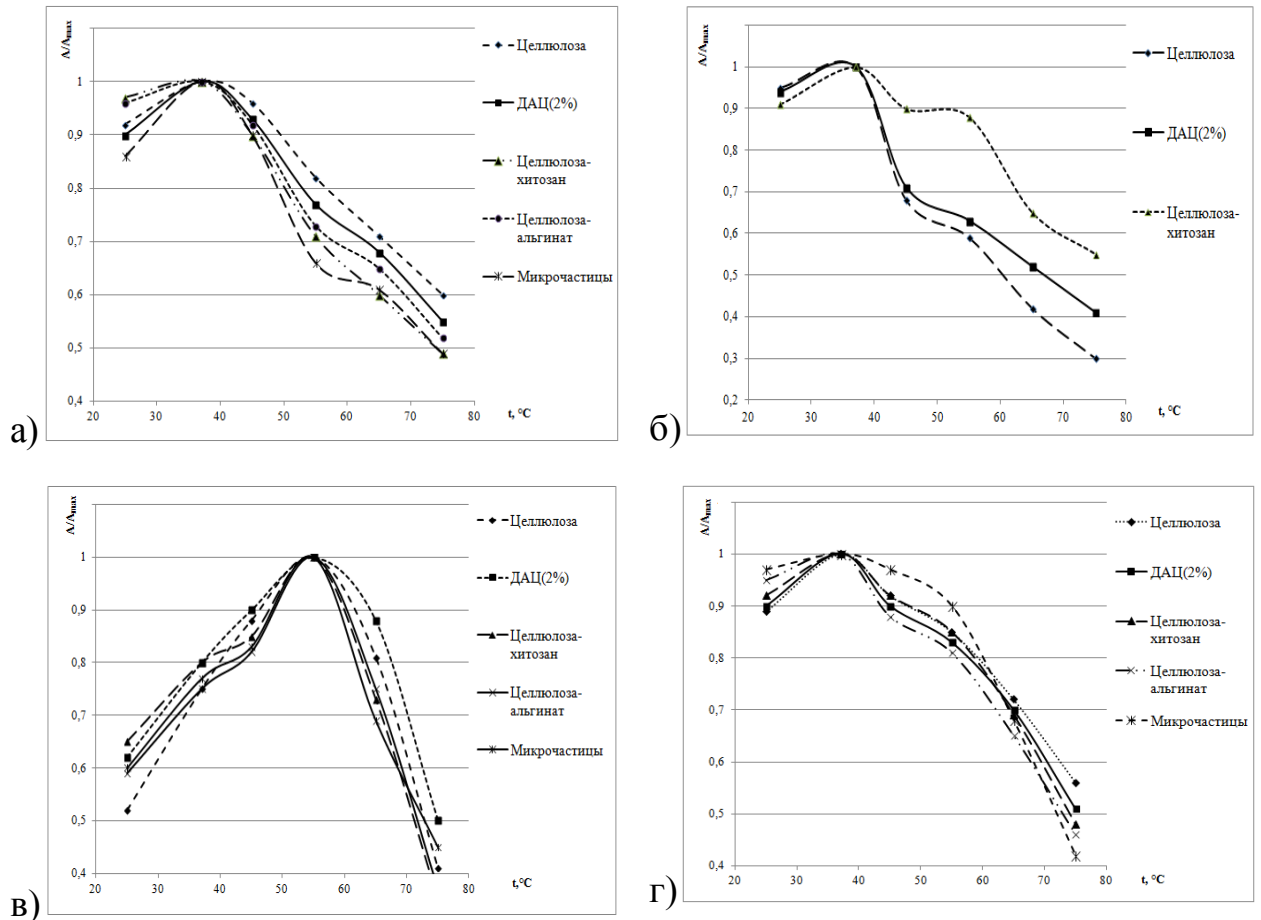 A/Amax
1
0,9
0,8
0,7
0,6
0,5
0,4
20 30 40 50 60 70 80
t, °C
Целлюлоза
ДАЦ(2%)
Целлюлоза-
хитозан
Целлюлоза-
альгинат
Микрочастицы
а)
A/Amax
1
0,9
0,8
0,7
0,6
0,5
0,4
0,3
0,2
20 30 40 50 60 70 80
t, °C
Целлюлоза
ДАЦ(2%)
Целлюлоза-
хитозан
б)
A/Amax
1
0,9
0,8
0,7
0,6
0,5
0,4
20 30 40 50 60 70 80
t,°C
Целлюлоза
ДАЦ(2%)
Целлюлоза-
хитозан
Целлюлоза-
альгинат
Микрочастицы
в)
A/Amax
1
0,9
0,8
0,7
0,6
0,5
0,4
20 30 40 50 60 70 80
t, °C
Целлюлоза
ДАЦ(2%)
Целлюлоза-
хитозан
Целлюлоза-
альгинат
Микрочастицы
г)